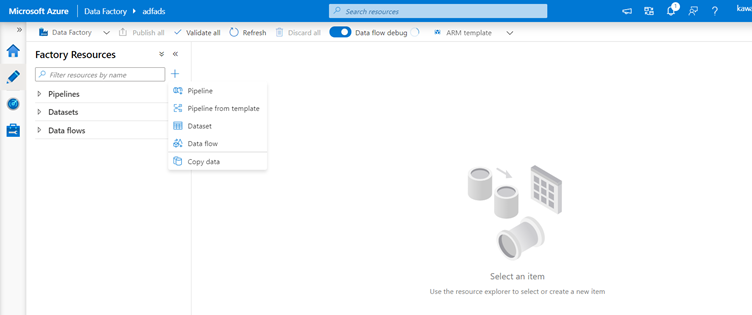 Microsoft Azure Data Factory adfads Search resources 1 kawa
Data Factory Publish all Validate all Refresh Discard all Data flow debug ARM template
Factory Resources
Filter resources by name
Pipelines
Datasets
Data flows
Pipeline
Pipeline from template
Dataset
Data flow
Copy data
Select an item
Use the resource explorer to select or create a new item